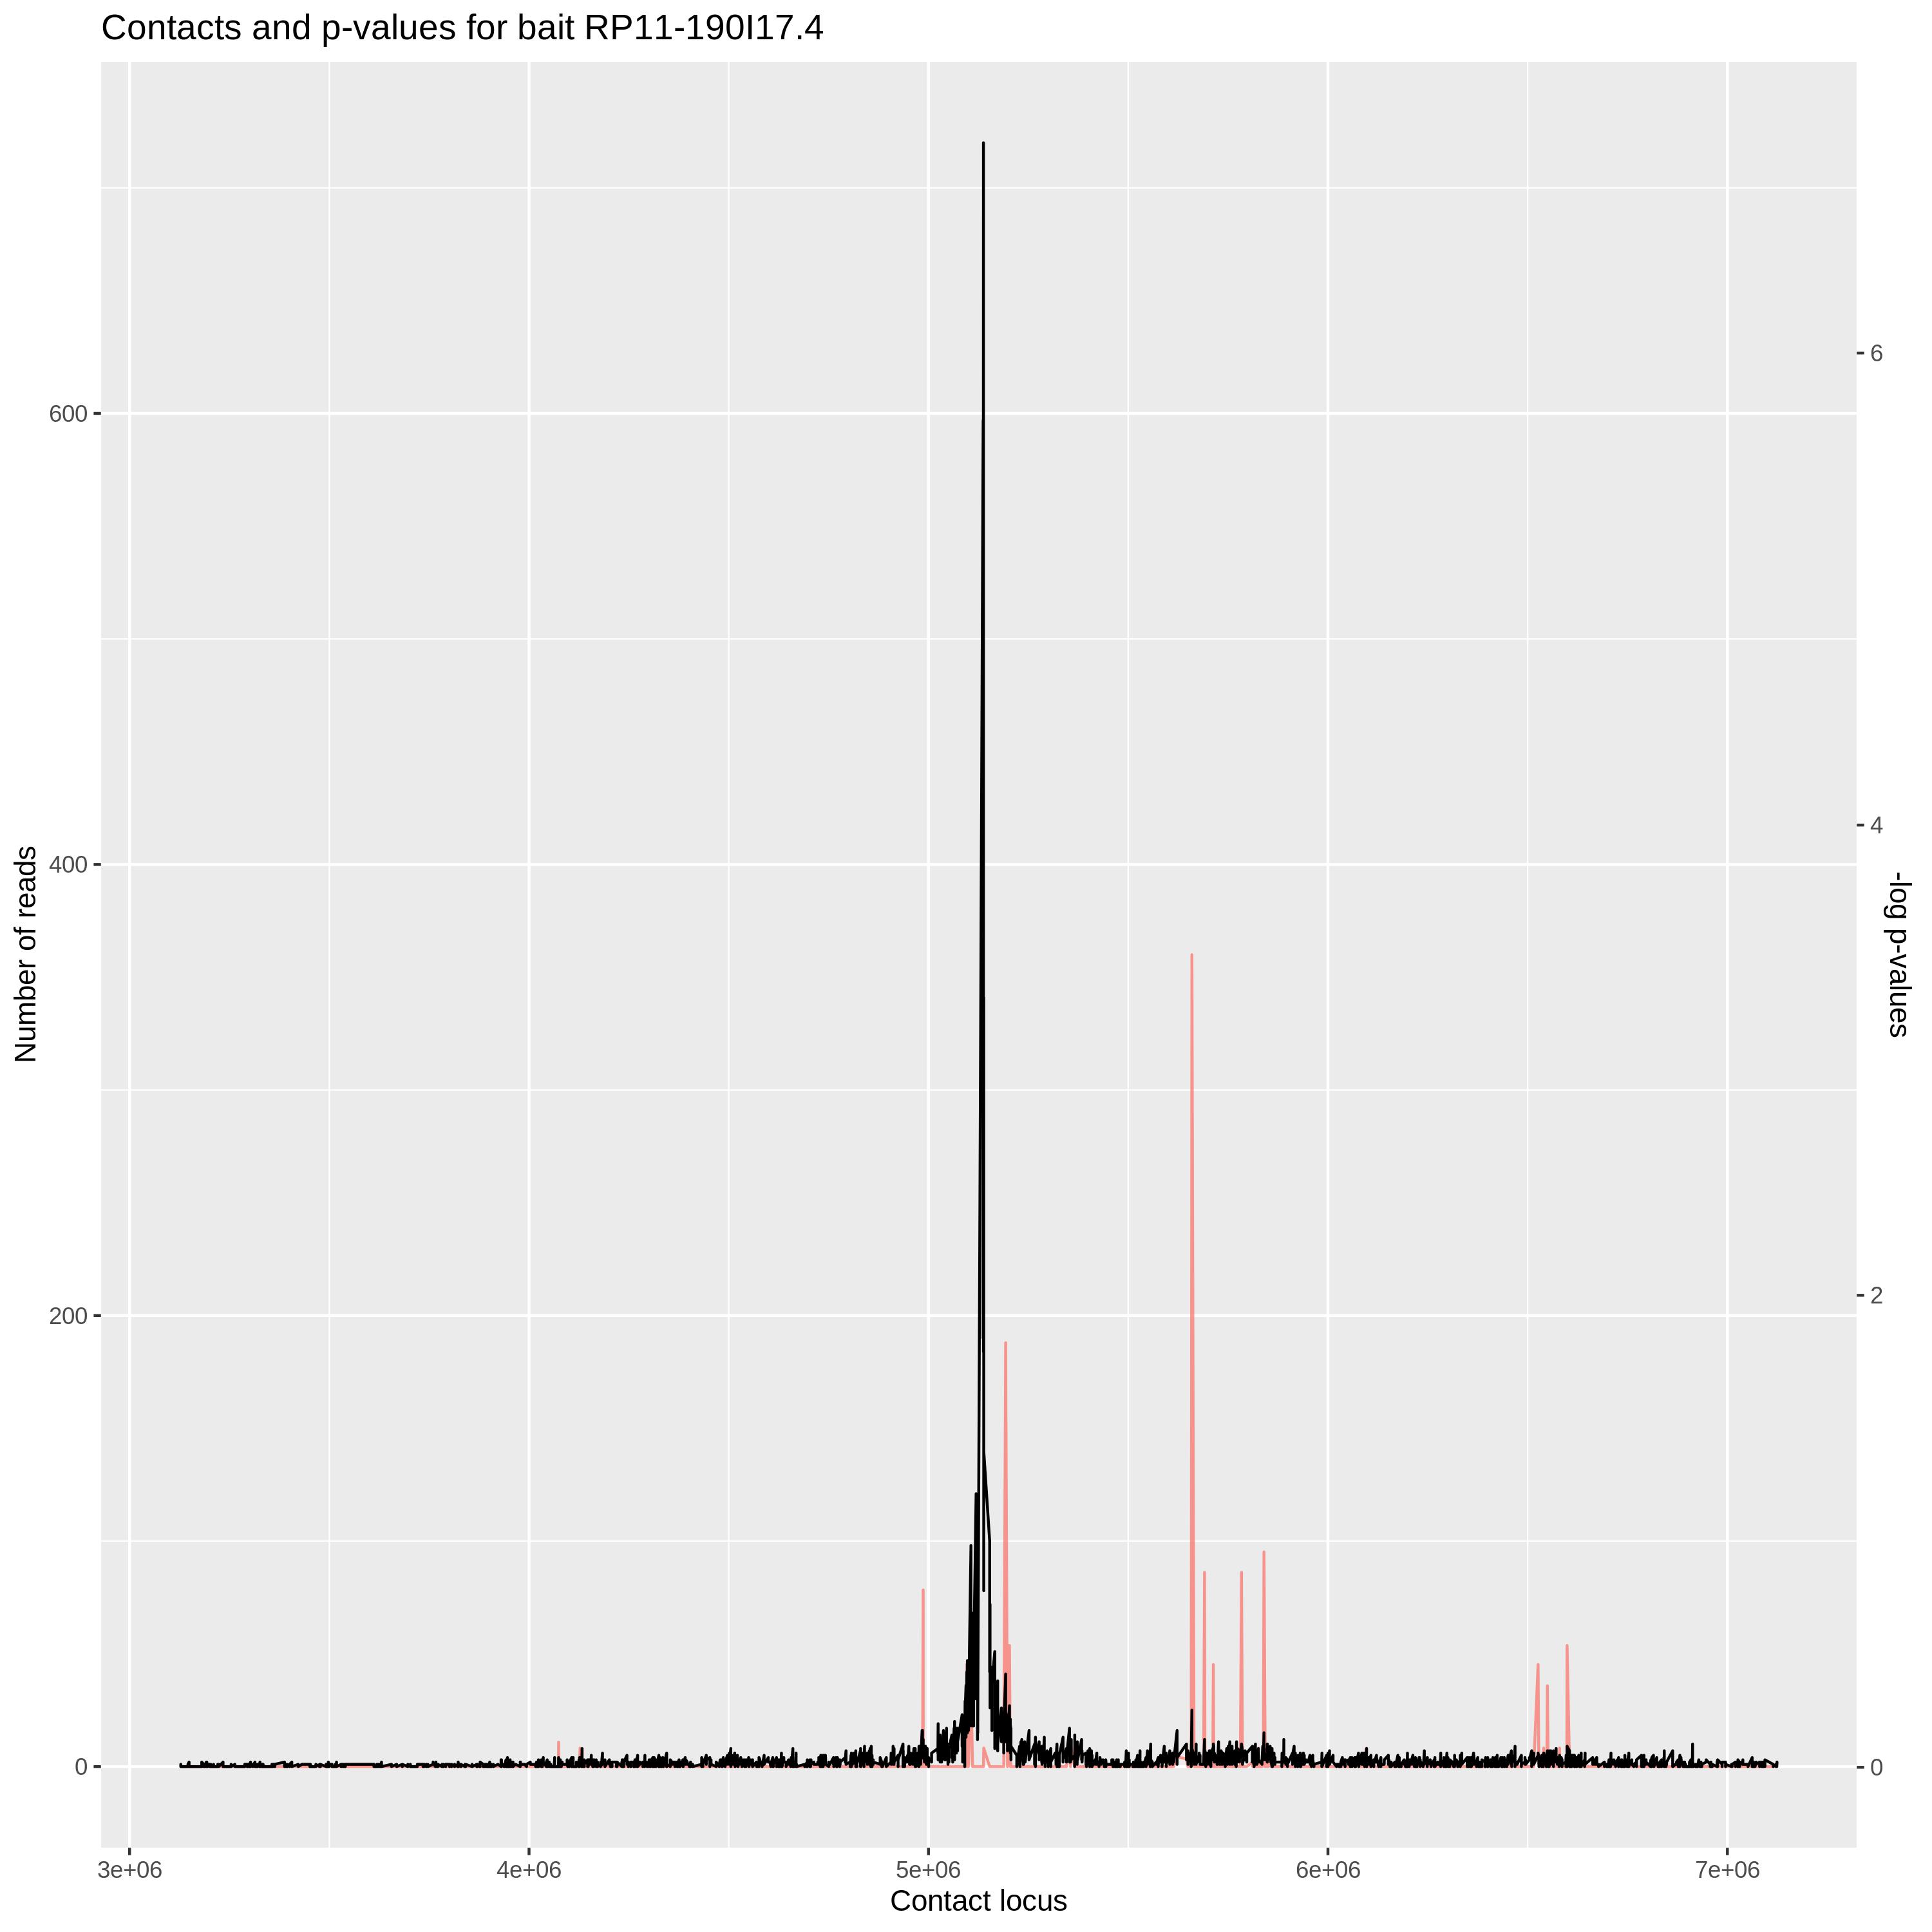 Contacts and p-values for bait RP11-190I17.4
600
400
200
0
6
4
2
0
Number of reads
-log p-values
3e+06
4e+06
5e+06
6e+06
7e+06
Contact locus